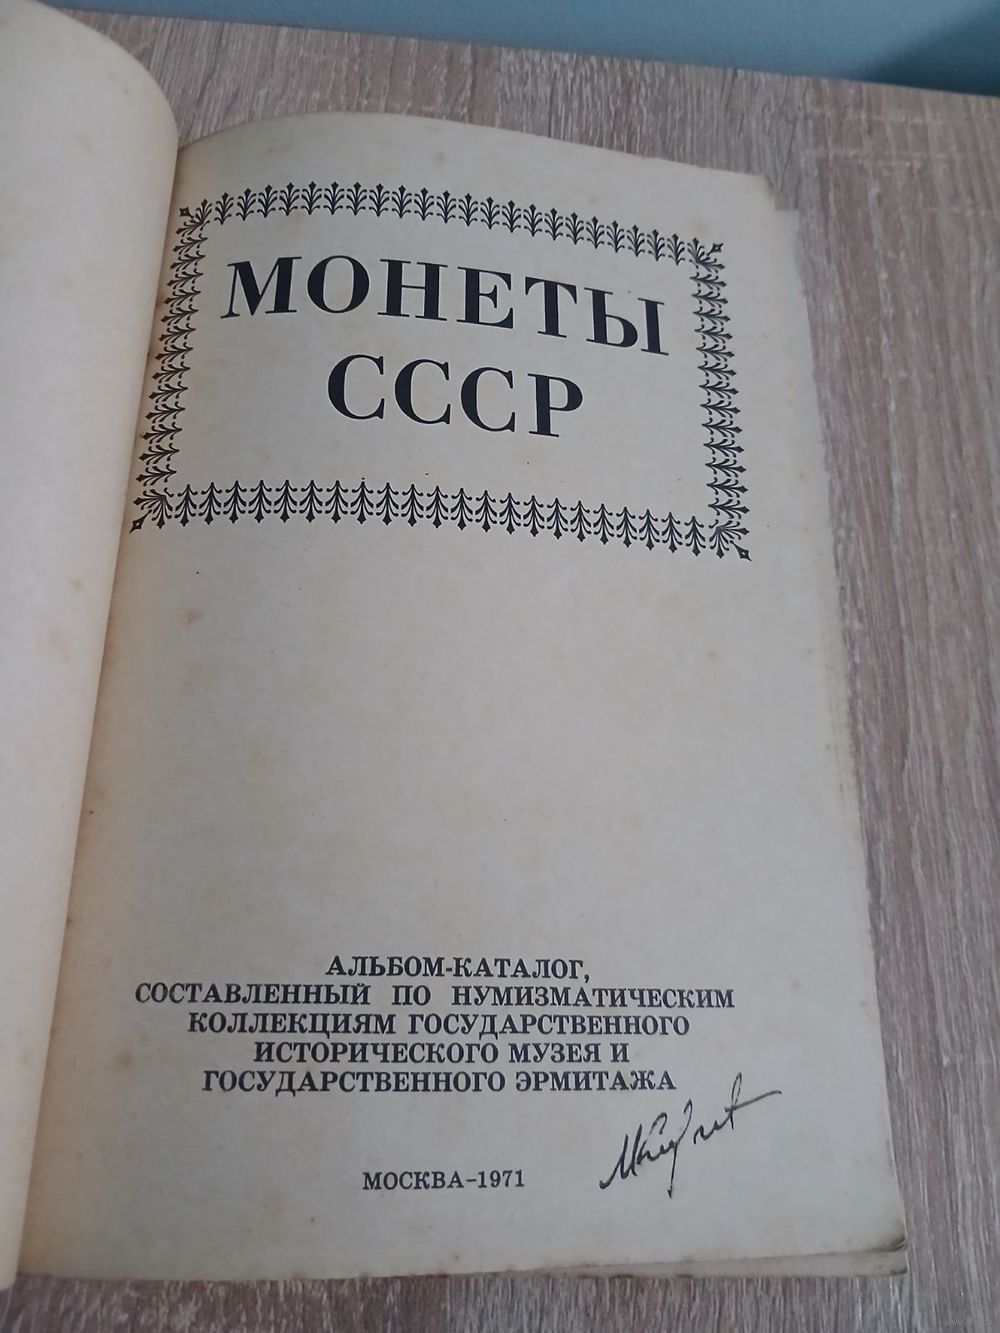 МОНЕТЫ
СССР
АЛЬБОМ-КАТАЛОГ,
СОСТАВЛЕННЫЙ ПО НУМИЗМАТИЧЕСКИМ
КОЛЛЕКЦИЯМ ГОСУДАРСТВЕННОГО
ИСТОРИЧЕСКОГО МУЗЕЯ И
ГОСУДАРСТВЕННОГО ЭРМИТАЖА
МОСКВА-1971